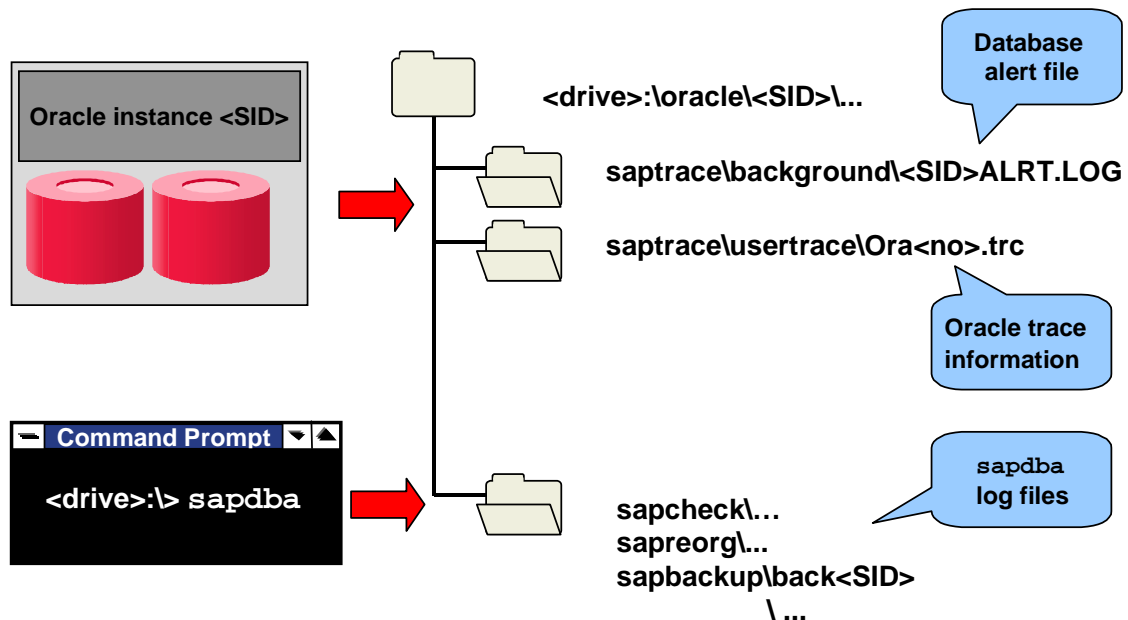 Database
alert file
Oracle instance <SID>
<drive>:\oracle\<SID>\...
saptrace\background\<SID>ALRT.LOG
saptrace\usertrace\Ora<no>.trc
Oracle trace
information
Command Prompt
<drive>:\> sapdba
sapdba
log files
sapcheck\…
sapreorg\...
sapbackup\back<SID>
\ ...